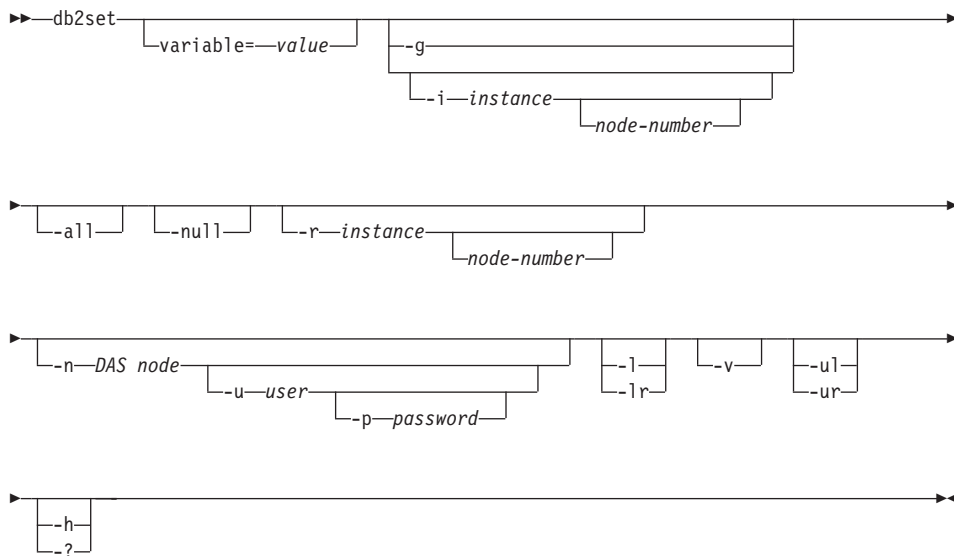 db2set
variable= value
-g
-i instance
node-number
-all
-null
-r instance
node-number
-n DAS node
-u user
-p password
-l
-lr
-v
-ul
-ur
-h
-?